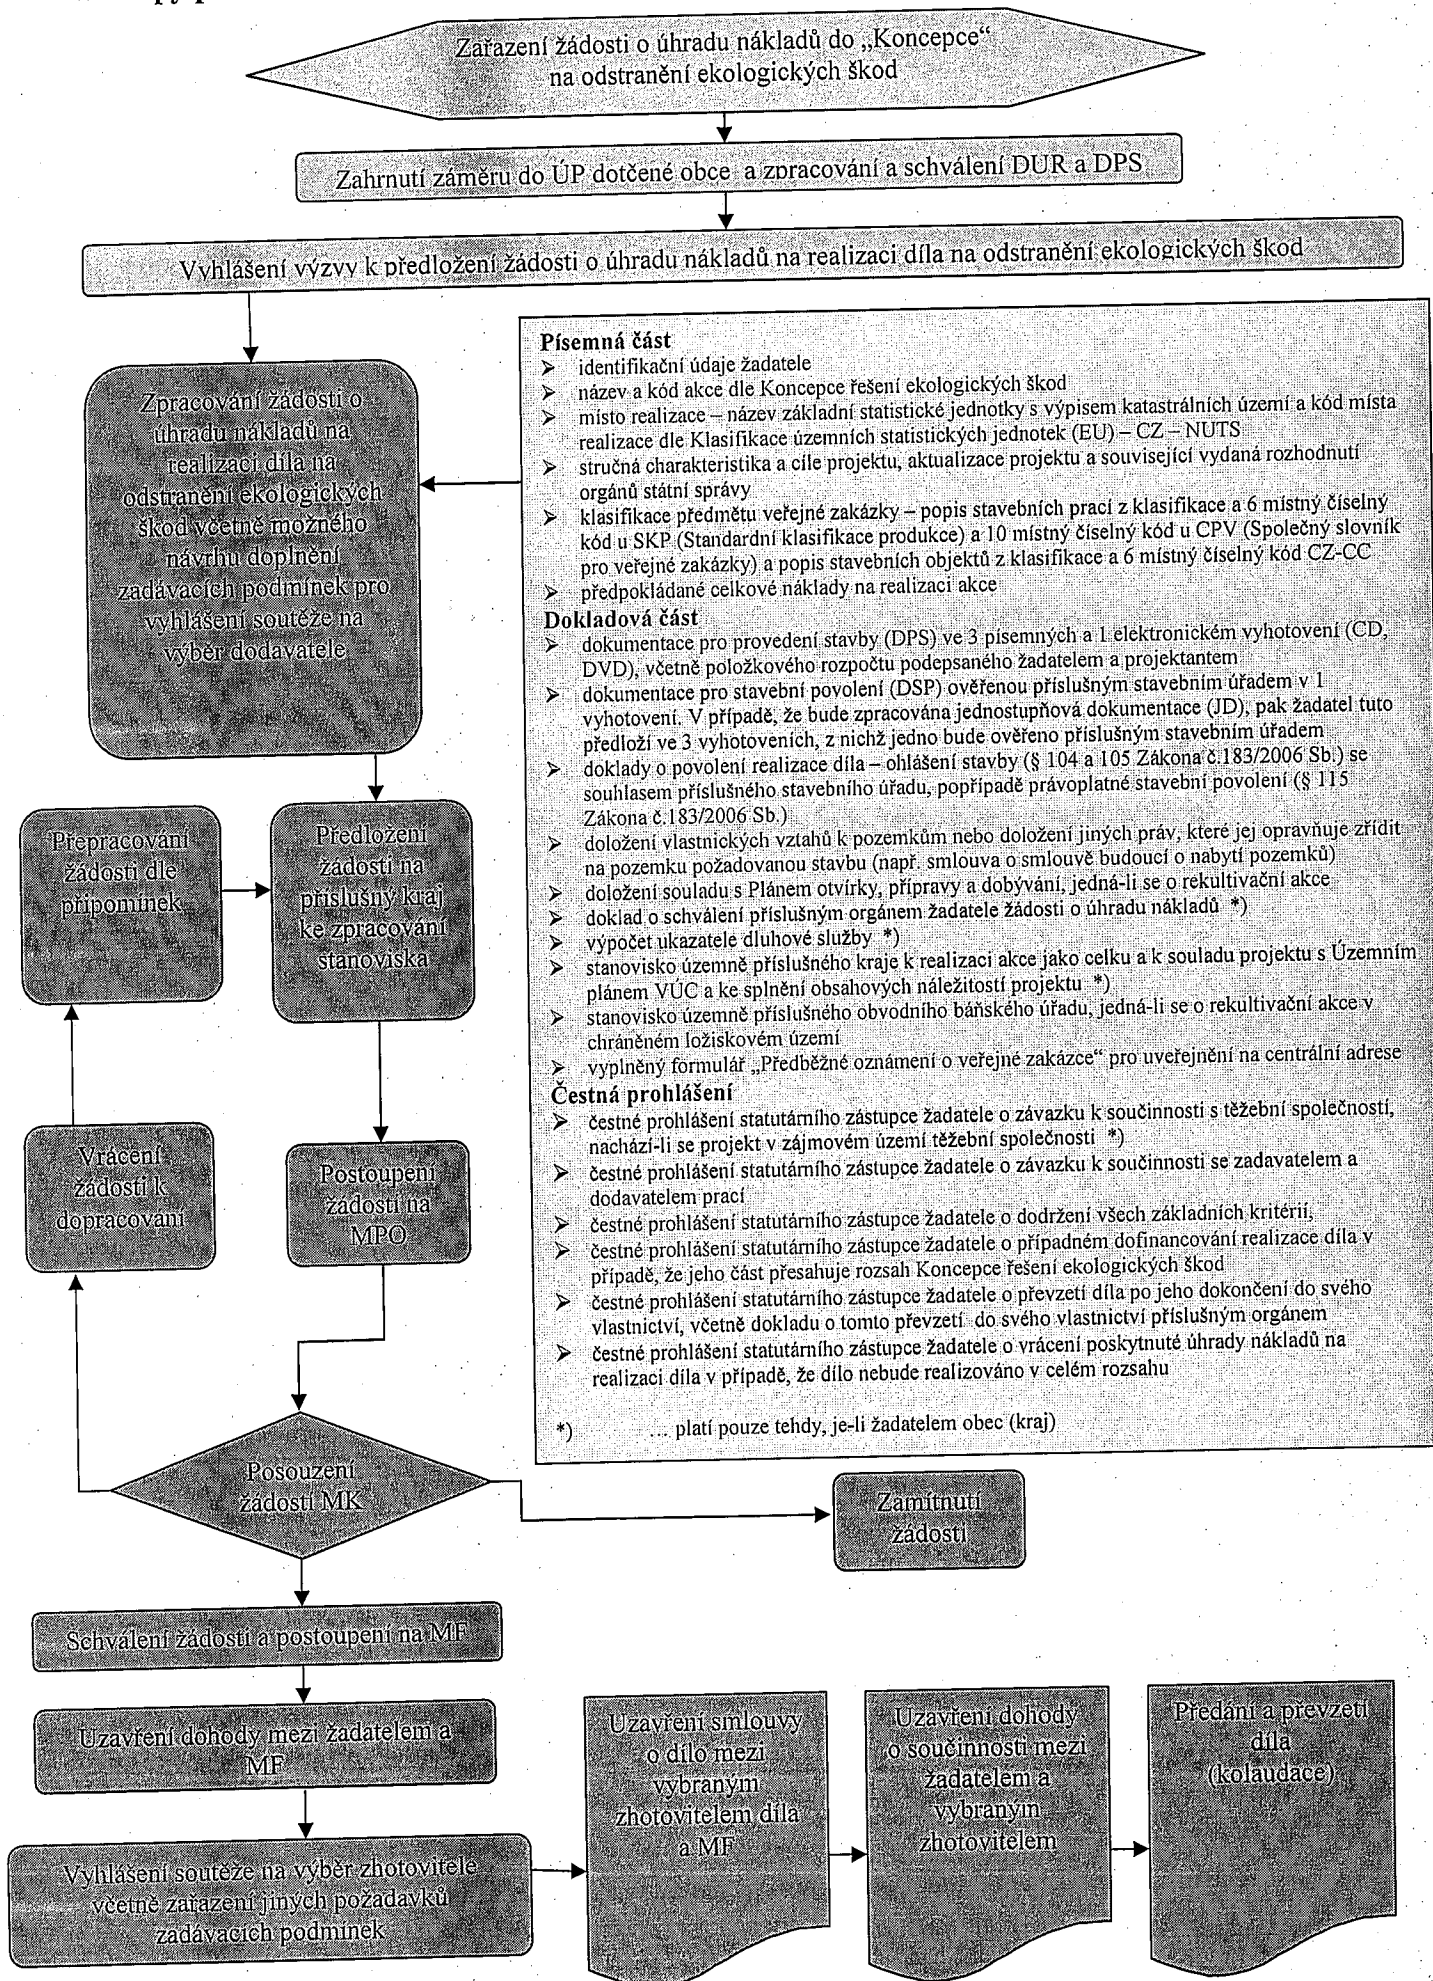 Zařazení žádosti o úhradu nákladů do „Koncepce“
na odstranění ekologických škod
Zahrnutí záměru do ÚP dotčené obce a zpracování a schválení DUR a DPS
Vyhlášení výzvy k předložení žádosti o úhradu nákladů na realizaci díla na odstranění ekologických škod
Zpracování žádosti o
úhradu nákladů na
realizaci díla na
odstranění ekologických
škod včetně možného
návrhu doplnění
zadávacích podmínek pro
vyhlášení soutěže na
výběr dodavatele
Písemná část
➤ identifikační údaje žadatele
➤ název a kód akce dle Koncepce řešení ekologických škod
➤ místo realizace – název základní statistické jednotky s výpisem katastrálních území a kód místa
realizace dle Klasifikace územních statistických jednotek (EU) – CZ – NUTS
➤ stručná charakteristika a cíle projektu, aktualizace projektu a související vydaná rozhodnutí
orgánů státní správy
➤ klasifikace předmětu veřejné zakázky – popis stavebních prací z klasifikace a 6 místný číselný
kód u SKP (Standardní klasifikace produkce) a 10 místný číselný kód u CPV (Společný slovník
pro veřejné zakázky) a popis stavebních objektů z klasifikace a 6 místný číselný kód CZ-CC
➤ předpokládané celkové náklady na realizaci akce
Dokladová část
➤ dokumentace pro provedení stavby (DPS) ve 3 písemných a 1 elektronickém vyhotovení (CD,
DVD), včetně položkového rozpočtu podepsaného žadatelem a projektantem
➤ dokumentace pro stavební povolení (DSP) ověřenou příslušným stavebním úřadem v 1
vyhotovení. V případě, že bude zpracována jednostupňová dokumentace (JD), pak žadatel tuto
předloží ve 3 vyhotoveních, z nichž jedno bude ověřeno příslušným stavebním úřadem
➤ doklady o povolení realizace díla – ohlášení stavby (§ 104 a 105 Zákona č.183/2006 Sb.) se
souhlasem příslušného stavebního úřadu, popřípadě právoplatné stavební povolení (§ 115
Zákona č.183/2006 Sb.)
➤ doložení vlastnických vztahů k pozemkům nebo doložení jiných práv, které jej opravňuje zřídit
na pozemku požadovanou stavbu (např. smlouva o smlouvě budoucí o nabytí pozemků)
➤ doložení souladu s Plánem otvírky, přípravy a dobývání, jedná-li se o rekultivační akce
➤ doklad o schválení příslušným orgánem žadatele žádosti o úhradu nákladů *)
➤ výpočet ukazatele dluhové služby *)
➤ stanovisko územně příslušného kraje k realizaci akce jako celku a k souladu projektu s Územním
plánem VÚC a ke splnění obsahových náležitostí projektu *)
➤ stanovisko územně příslušného obvodního báňského úřadu, jedná-li se o rekultivační akce v
chráněném ložiskovém území
➤ vyplněný formulář „Předběžné oznámení o veřejné zakázce“ pro uveřejnění na centrální adrese
Čestná prohlášení
➤ čestné prohlášení statutárního zástupce žadatele o závazku k součinnosti s těžební společností,
nachází-li se projekt v zájmovém území těžební společnosti *)
➤ čestné prohlášení statutárního zástupce žadatele o závazku k součinnosti se zadavatelem a
dodavatelem prací
➤ čestné prohlášení statutárního zástupce žadatele o dodržení všech základních kritérií,
➤ čestné prohlášení statutárního zástupce žadatele o případném dofinancování realizace díla v
případě, že jeho část přesahuje rozsah Koncepce řešení ekologických škod
➤ čestné prohlášení statutárního zástupce žadatele o převzetí díla po jeho dokončení do svého
vlastnictví, včetně dokladu o tomto převzetí do svého vlastnictví příslušným orgánem
➤ čestné prohlášení statutárního zástupce žadatele o vrácení poskytnuté úhrady nákladů na
realizaci díla v případě, že dílo nebude realizováno v celém rozsahu
*) … platí pouze tehdy, je-li žadatelem obec (kraj)
Přepracování
žádosti dle
připomínek
Předložení
žádosti na
příslušný kraj
ke zpracování
stanoviska
Vrácení
žádosti k
dopracování
Postoupení
žádosti na
MPO
Posouzení
žádosti MK
Zamítnutí
žádosti
Schválení žádosti a postoupení na MF
Uzavření dohody mezi žadatelem a
MF
Vyhlášení soutěže na výběr zhotovitele
včetně zařazení jiných požadavků
zadávacích podmínek
Uzavření smlouvy
o dílo mezi
vybraným
zhotovitelem díla
a MF
Uzavření dohody
o součinnosti mezi
žadatelem a
vybraným
zhotovitelem
Předání a převzetí
díla
(kolaudace)